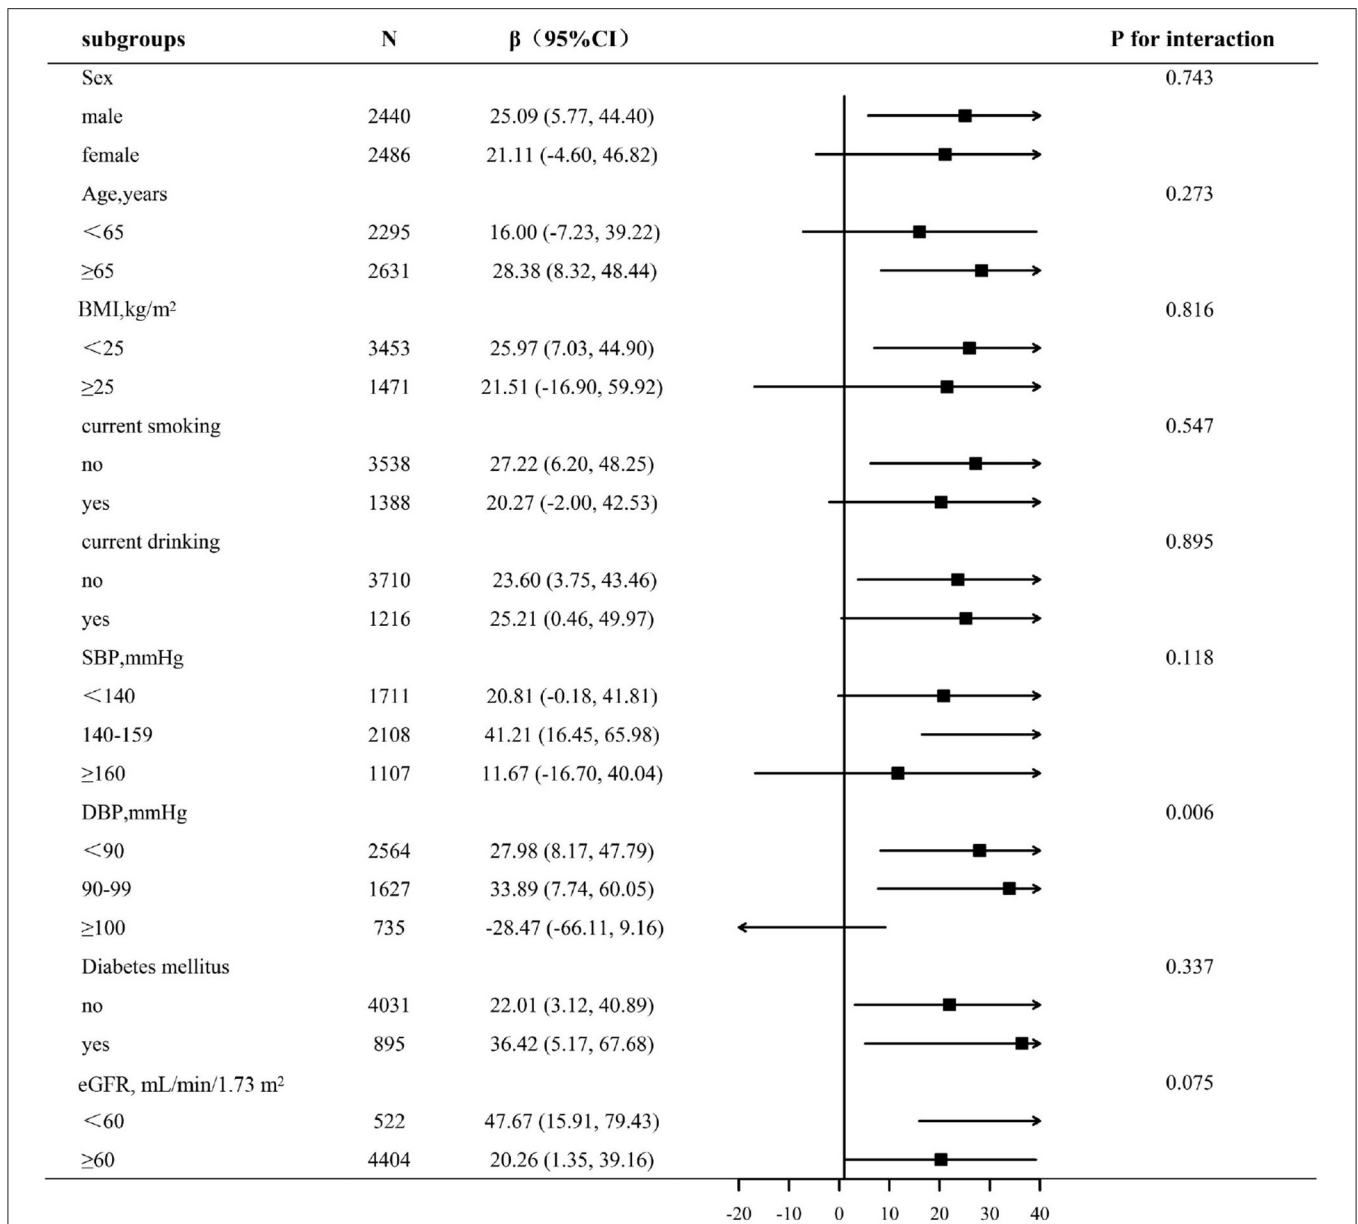 subgroups N β（95%CI） P for interaction
Sex 0.743
male 2440 25.09 (5.77, 44.40)
female 2486 21.11 (-4.60, 46.82)
Age,years 0.273
＜65 2295 16.00 (-7.23, 39.22)
≥65 2631 28.38 (8.32, 48.44)
BMI,kg/m² 0.816
＜25 3453 25.97 (7.03, 44.90)
≥25 1471 21.51 (-16.90, 59.92)
current smoking 0.547
no 3538 27.22 (6.20, 48.25)
yes 1388 20.27 (-2.00, 42.53)
current drinking 0.895
no 3710 23.60 (3.75, 43.46)
yes 1216 25.21 (0.46, 49.97)
SBP,mmHg 0.118
＜140 1711 20.81 (-0.18, 41.81)
140-159 2108 41.21 (16.45, 65.98)
≥160 1107 11.67 (-16.70, 40.04)
DBP,mmHg 0.006
＜90 2564 27.98 (8.17, 47.79)
90-99 1627 33.89 (7.74, 60.05)
≥100 735 -28.47 (-66.11, 9.16)
Diabetes mellitus 0.337
no 4031 22.01 (3.12, 40.89)
yes 895 36.42 (5.17, 67.68)
eGFR, mL/min/1.73 m² 0.075
＜60 522 47.67 (15.91, 79.43)
≥60 4404 20.26 (1.35, 39.16)
-20 -10 0 10 20 30 40